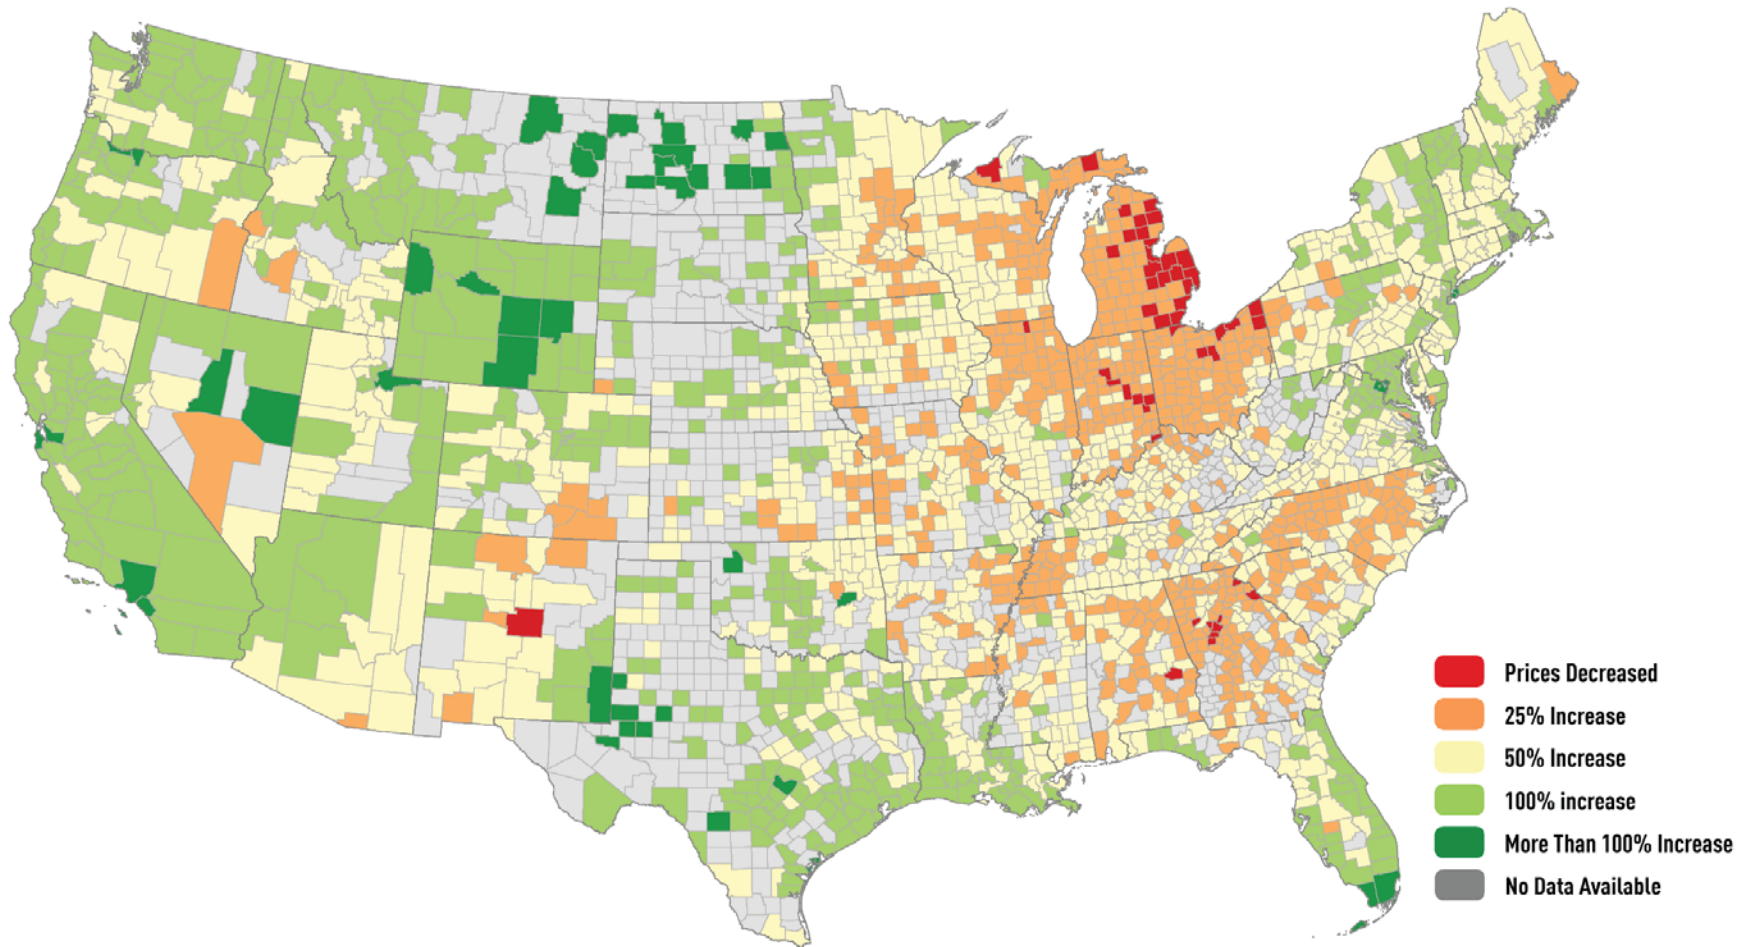 Prices Decreased
25% Increase
50% Increase
100% increase
More Than 100% Increase
No Data Available